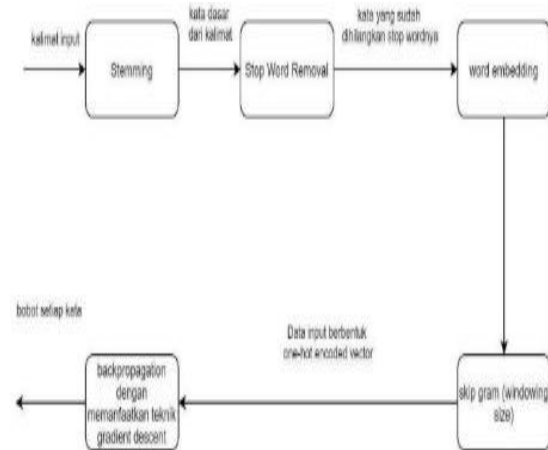 kalimat input
kata dasar
dari kalimat
kata yang sudah
dihilangkan stop wordnya
Stemming
Stop Word Removal
word embedding
bobot setiap kata
Data input berbentuk
one-hot encoded vector
backpropagation
dengan
memanfaatkan teknik
gradient descent
skip gram (windowing
size)